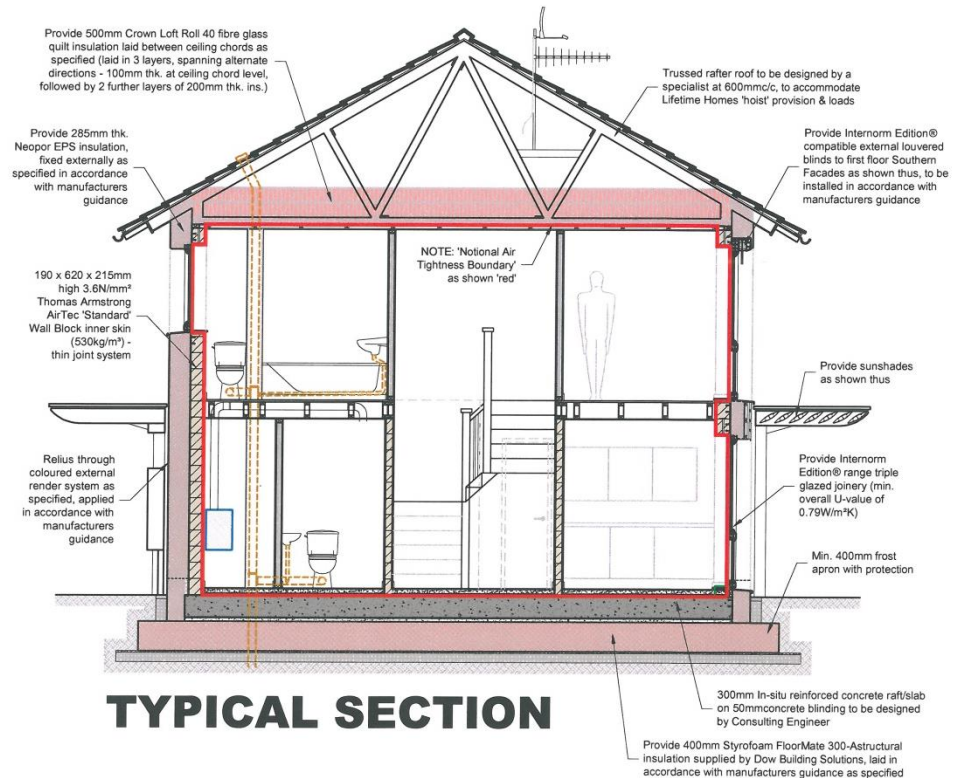 Provide 500mm Crown Loft Roll 40 fibre glass
quilt insulation laid between ceiling chords as
specified (laid in 3 layers, spanning alternate
directions - 100mm thk. at ceiling chord level,
followed by 2 further layers of 200mm thk. ins.)
Trussed rafter roof to be designed by a
specialist at 600mmc/c, to accommodate
Lifetime Homes 'hoist' provision & loads
Provide 285mm thk.
Neopor EPS insulation,
fixed externally as
specified in accordance
with manufacturers
guidance
Provide Internorm Edition®
compatible external louvered
blinds to first floor Southern
Facades as shown thus, to be
installed in accordance with
manufacturers guidance
NOTE: 'Notional Air
Tightness Boundary'
as shown 'red'
190 x 620 x 215mm
high 3.6N/mm²
Thomas Armstrong
AirTec 'Standard'
Wall Block inner skin
(530kg/m³) -
thin joint system
Provide sunshades
as shown thus
Relius through
coloured external
render system as
specified, applied
in accordance with
manufacturers
guidance
Provide Internorm
Edition® range triple
glazed joinery (min.
overall U-value of
0.79W/m²K)
Min. 400mm frost
apron with protection
TYPICAL SECTION
300mm In-situ reinforced concrete raft/slab
on 50mmconcrete blinding to be designed
by Consulting Engineer
Provide 400mm Styrofoam FloorMate 300-Astructural
insulation supplied by Dow Building Solutions, laid in
accordance with manufacturers guidance as specified